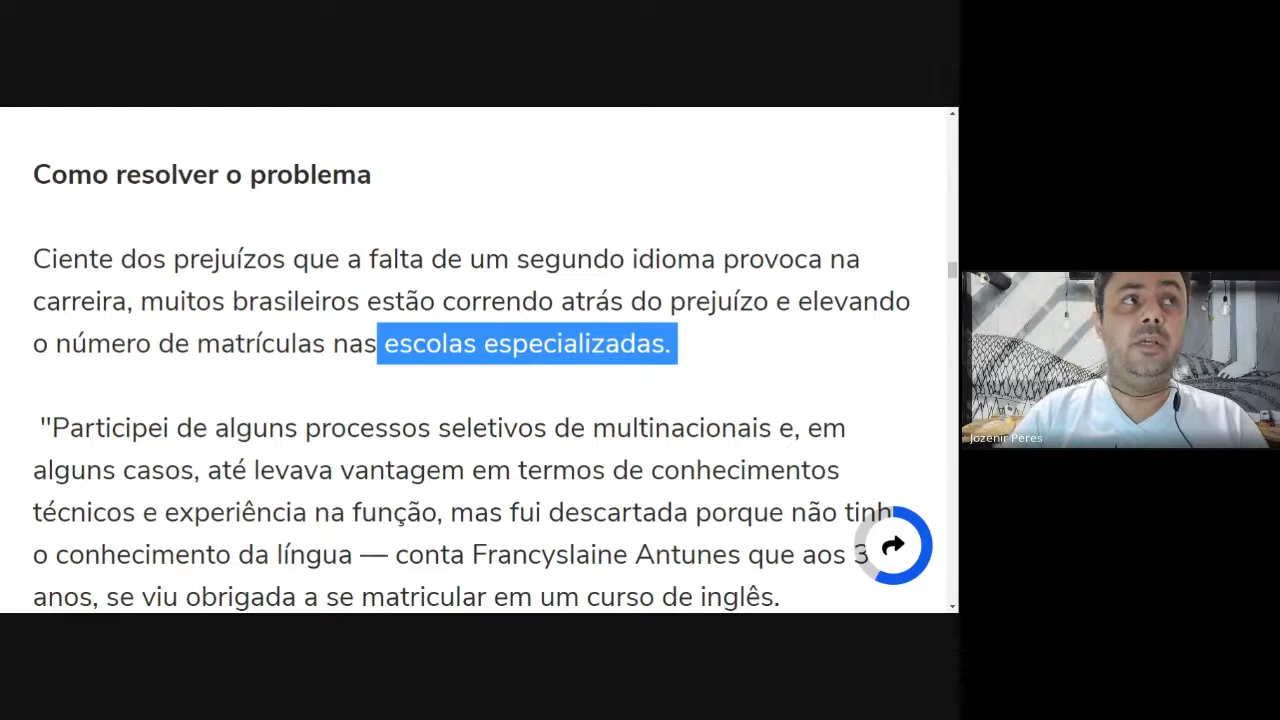 Como resolver o problema
Ciente dos prejuízos que a falta de um segundo idioma provoca na
carreira, muitos brasileiros estão correndo atrás do prejuízo e elevando
o número de matrículas nas escolas especializadas.
"Participei de alguns processos seletivos de multinacionais e, em
alguns casos, até levava vantagem em termos de conhecimentos
técnicos e experiência na função, mas fui descartada porque não tinh
o conhecimento da língua — conta Francyslaine Antunes que aos 3
anos, se viu obrigada a se matricular em um curso de inglês.
Jozenir Peres